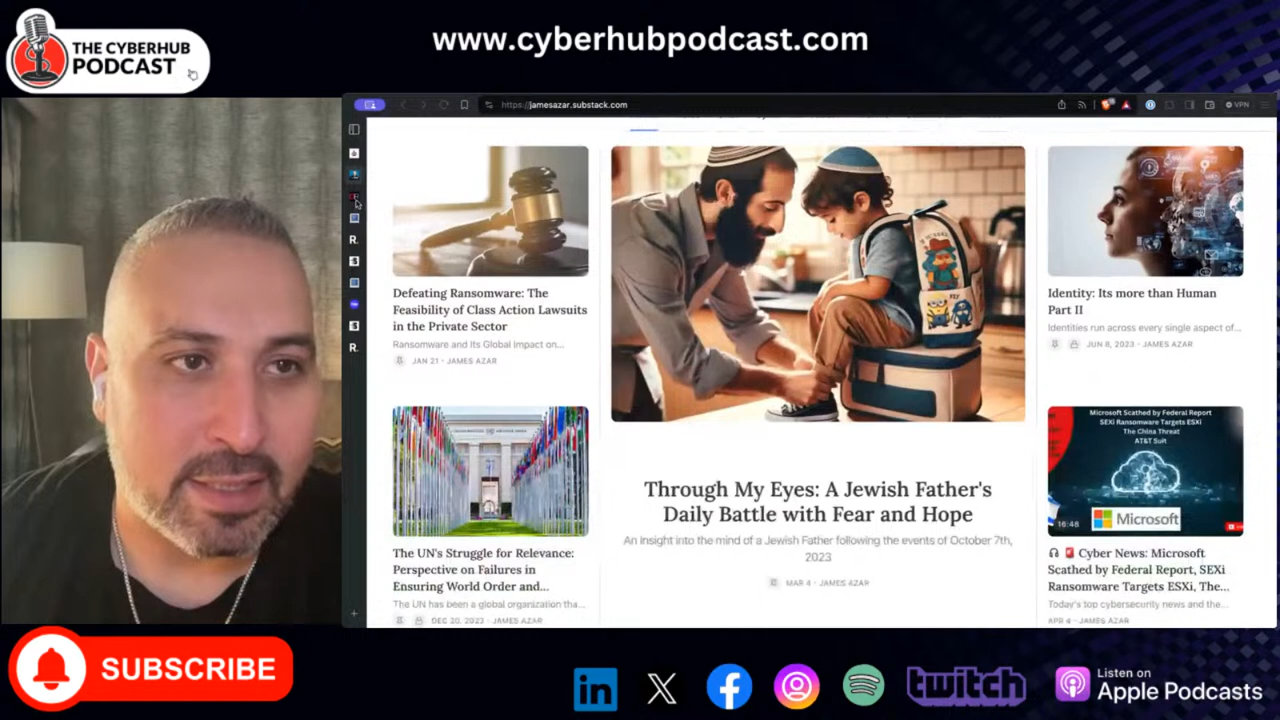 www.cyberhubpodcast.com
THE CYBERHUB
PODCAST
https://jamesazar.substack.com
VPN
Defeating Ransomware: The
Feasibility of Class Action Lawsuits
in the Private Sector
Ransomware and Its Global Impact on...
JAN 21 • JAMES AZAR
The UN's Struggle for Relevance:
Perspective on Failures in
Ensuring World Order and...
The UN has been a global organization tha...
DEC 20, 2023 • JAMES AZAR
Through My Eyes: A Jewish Father's
Daily Battle with Fear and Hope
An insight into the mind of a Jewish Father following the events of October 7th,
2023
MAR 4 • JAMES AZAR
Identity: Its more than Human
Part II
Identities run across every single aspect of...
JUN 8, 2023 • JAMES AZAR
Microsoft Scathed by Federal Report
SEXi Ransomware Targets ESXi
The China Threat
AT&T Suit
Microsoft
16:48
Cyber News: Microsoft
Scathed by Federal Report, SEXi
Ransomware Targets ESXi, The...
Today's top cybersecurity news and the...
APR 4 • JAMES AZAR
R.
R.
SUBSCRIBE
in
twitch
Listen on
Apple Podcasts